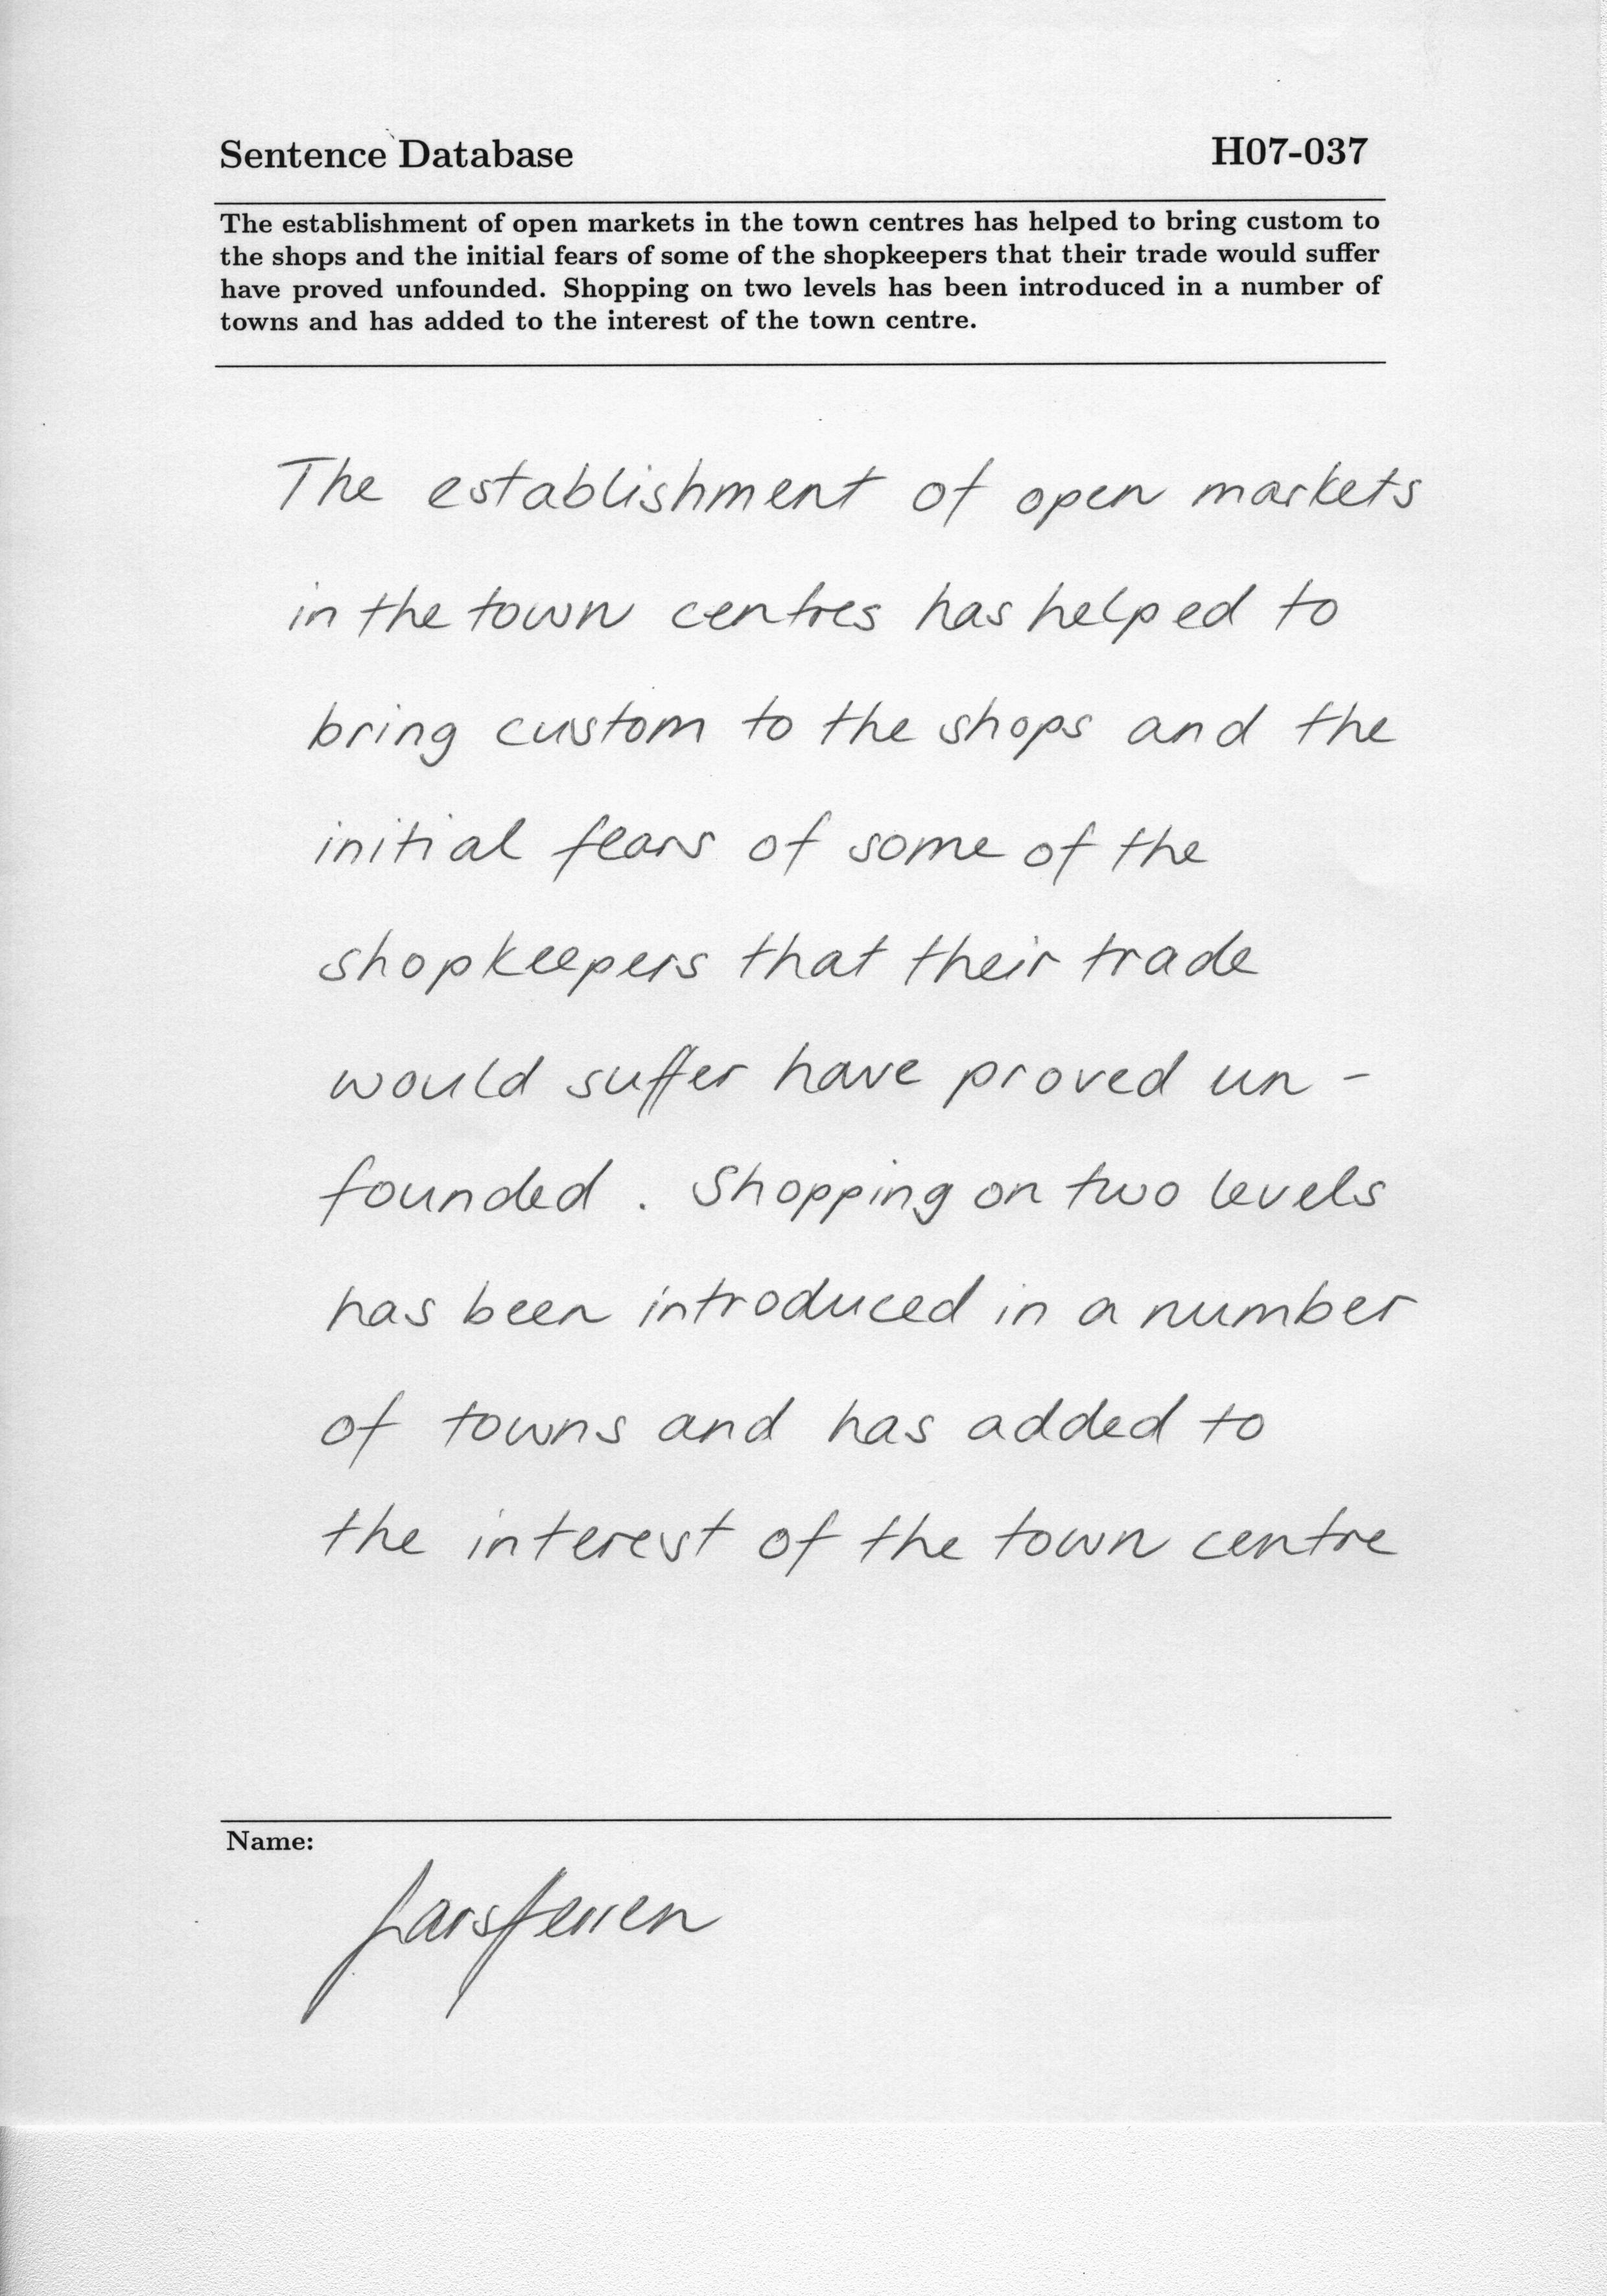 Sentence Database
H07-037
The establishment of open markets in the town centres has helped to bring custom to
the shops and the initial fears of some of the shopkeepers that their trade would suffer
have proved unfounded. Shopping on two levels has been introduced in a number of
towns and has added to the interest of the town centre.
The establishment of open markets
in the town centres has helped to
bring custom to the shops and the
initial fears of some of the
shopkeepers that their trade
would suffer have proved un-
founded. Shopping on two levels
has been introduced in a number
of towns and has added to
the interest of the town centre
Name: